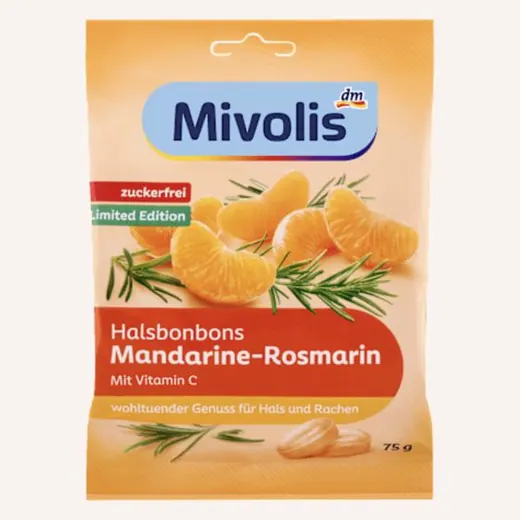 dm
Mivolis
zuckerfrei
Limited Edition
Halsbonbons
Mandarine-Rosmarin
Mit Vitamin C
wohltuender Genuss für Hals und Rachen
75 g